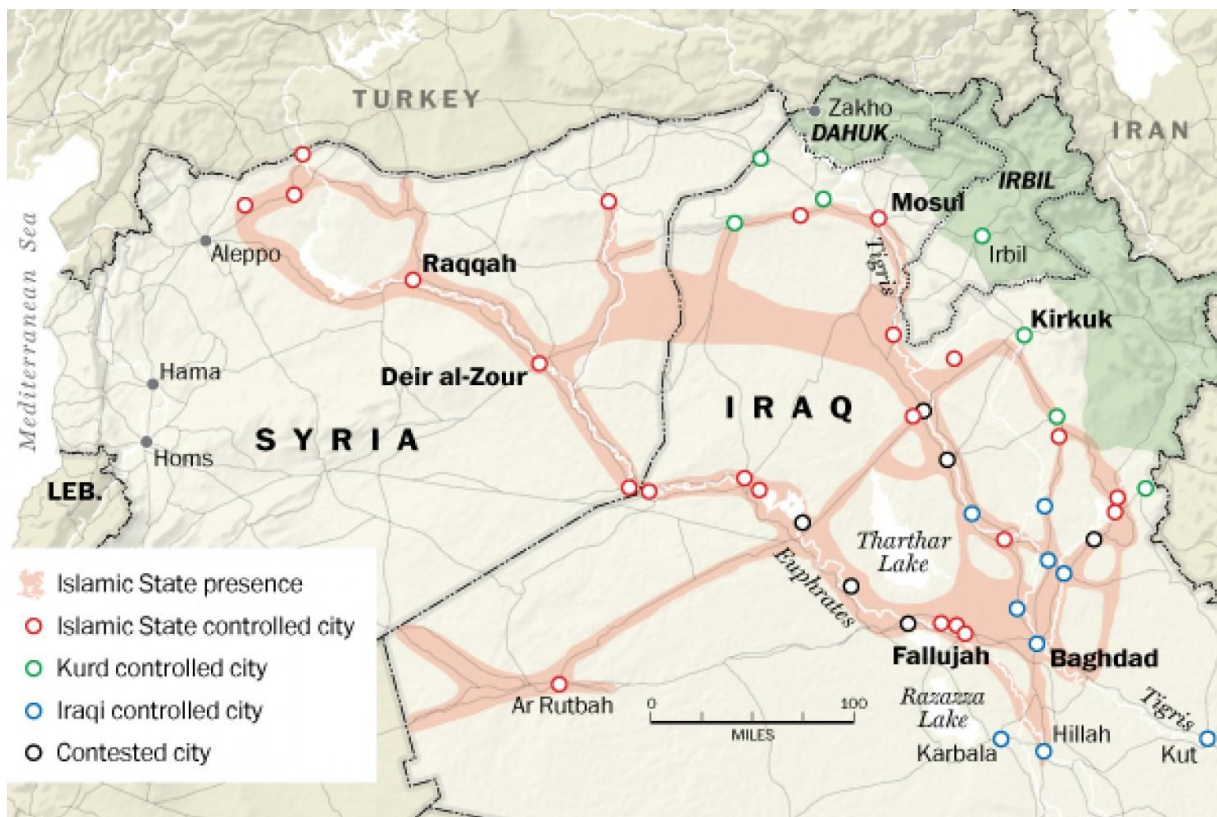 TURKEY
Zakho
DAHUK
IRAN
IRBIL
Mosul
Mediterranean Sea
Aleppo
Irbil
Raqqah
Tigris
Kirkuk
Hama
Deir al-Zour
IRAQ
SYRIA
Homs
LEB.
Tharthar
Lake
Euphrates
Islamic State presence
Islamic State controlled city
Kurd controlled city
Iraqi controlled city
Contested city
Fallujah
Baghdad
Ar Rutbah
0 100
MILES
Razazza
Lake
Tigris
Karbala
Hillah
Kut